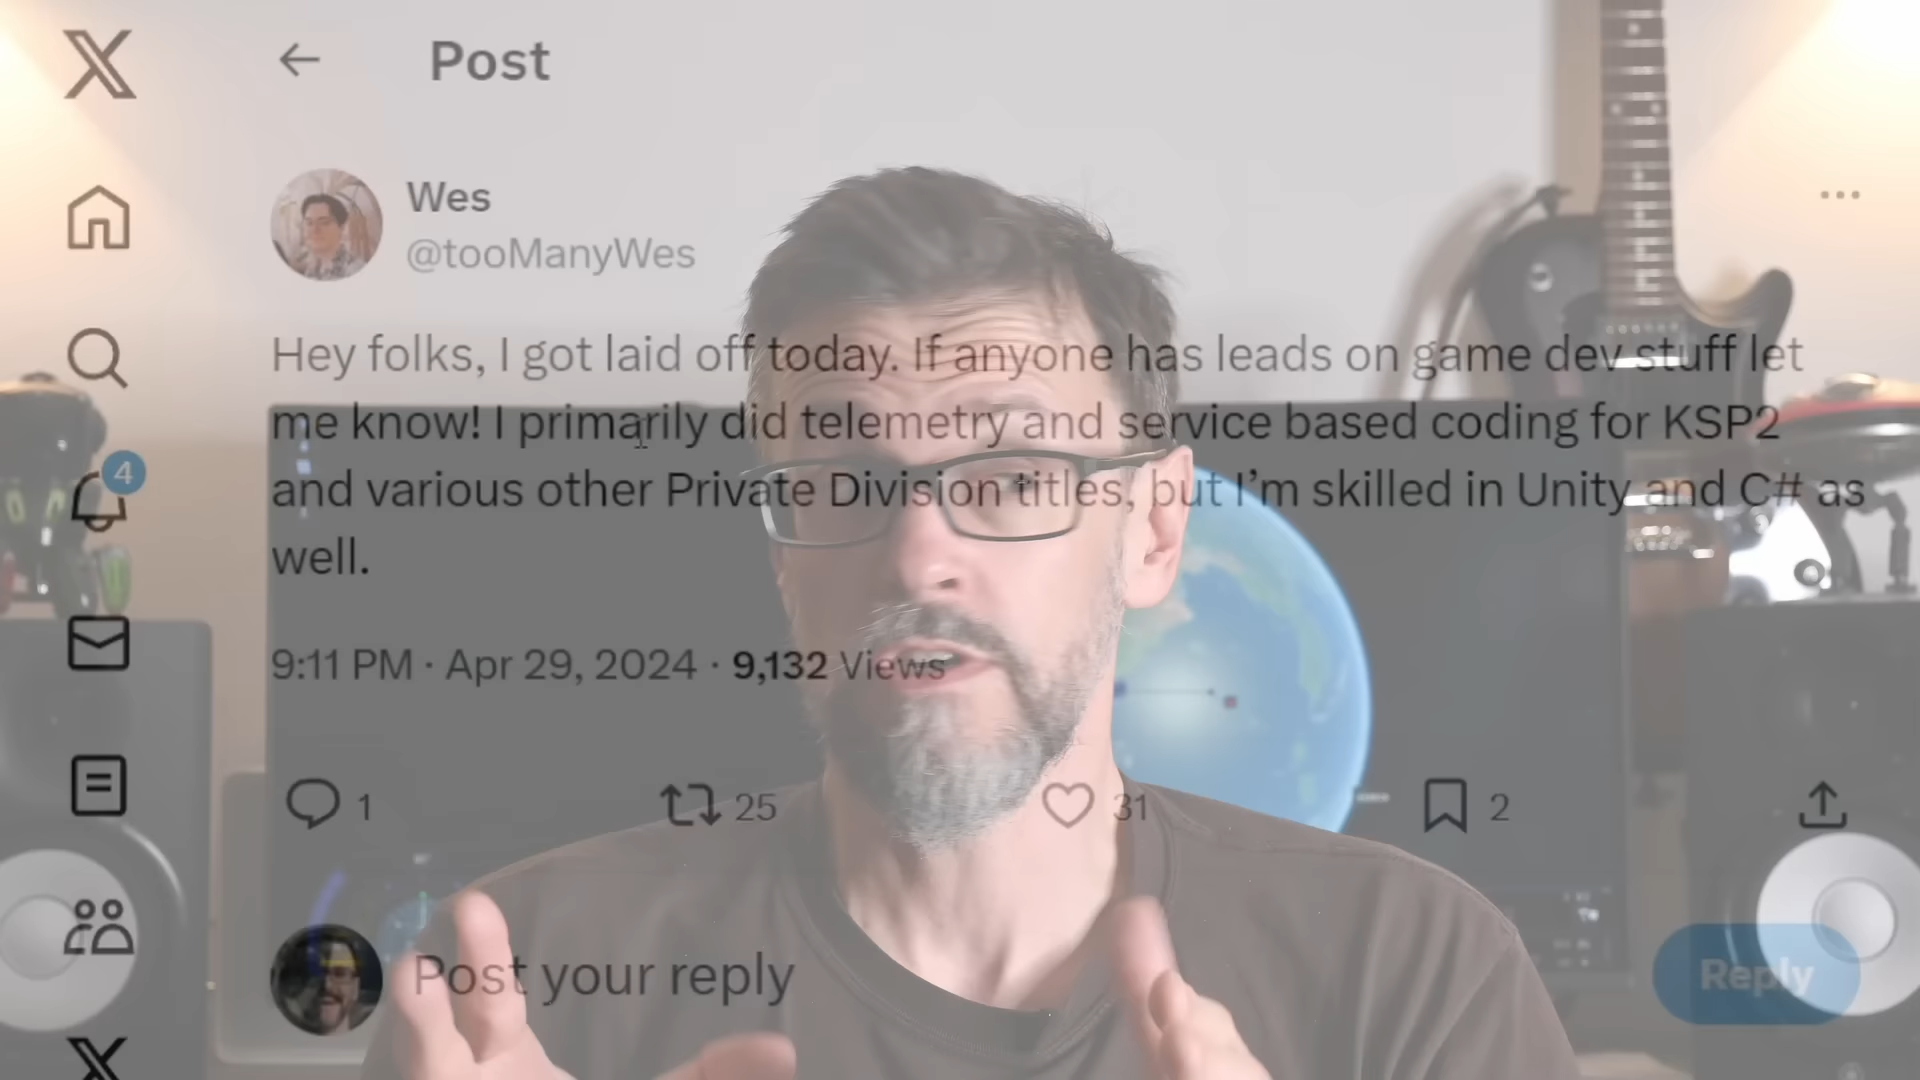 Post
Wes
@tooManyWes
Hey folks, I got laid off today. If anyone has leads on game dev stuff let
me know! I primarily did telemetry and service based coding for KSP2
and various other Private Division titles, but I’m skilled in Unity and C# as
well.
4
9:11 PM · Apr 29, 2024 · 9,132 Views
1 25 31 2
Post your reply
Reply